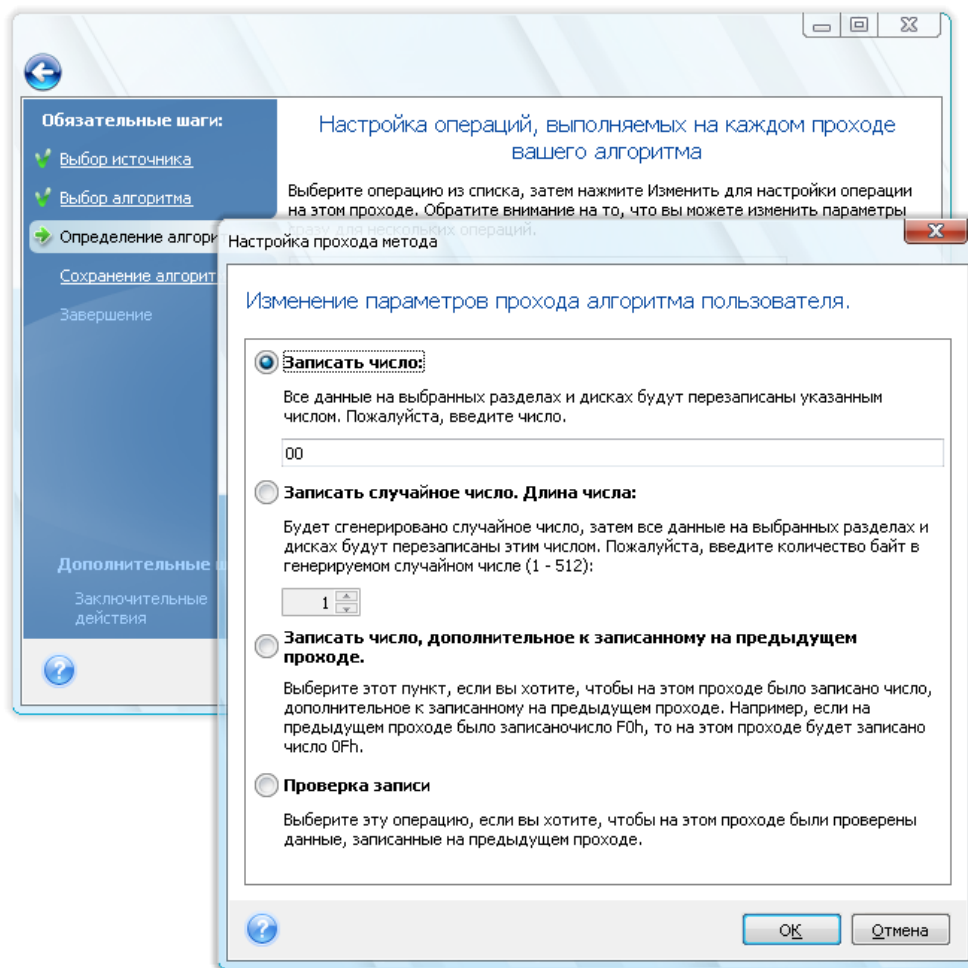 Обязательные шаги:
Выбор источника
Выбор алгоритма
Определение алгори
Сохранение алгорит
Завершение
Дополнительные
Заключительные
действия
Настройка операций, выполняемых на каждом проходе
вашего алгоритма
Выберите операцию из списка, затем нажмите Изменить для настройки операции
на этом проходе. Обратите внимание на то, что вы можете изменить параметры
сразу для нескольких операций.
Настройка прохода метода
Изменение параметров прохода алгоритма пользователя.
Записать число:
Все данные на выбранных разделах и дисках будут перезаписаны указанным
числом. Пожалуйста, введите число.
00
Записать случайное число. Длина числа:
Будет сгенерировано случайное число, затем все данные на выбранных разделах и
дисках будут перезаписаны этим числом. Пожалуйста, введите количество байт в
генерируемом случайном числе (1 - 512):
1
Записать число, дополнительное к записанному на предыдущем
проходе.
Выберите этот пункт, если вы хотите, чтобы на этом проходе было записано число,
дополнительное к записанному на предыдущем проходе. Например, если на
предыдущем проходе было записаночисло F0h, то на этом проходе будет записано
число 0Fh.
Проверка записи
Выберите эту операцию, если вы хотите, чтобы на этом проходе были проверены
данные, записанные на предыдущем проходе.
ОК
Отмена